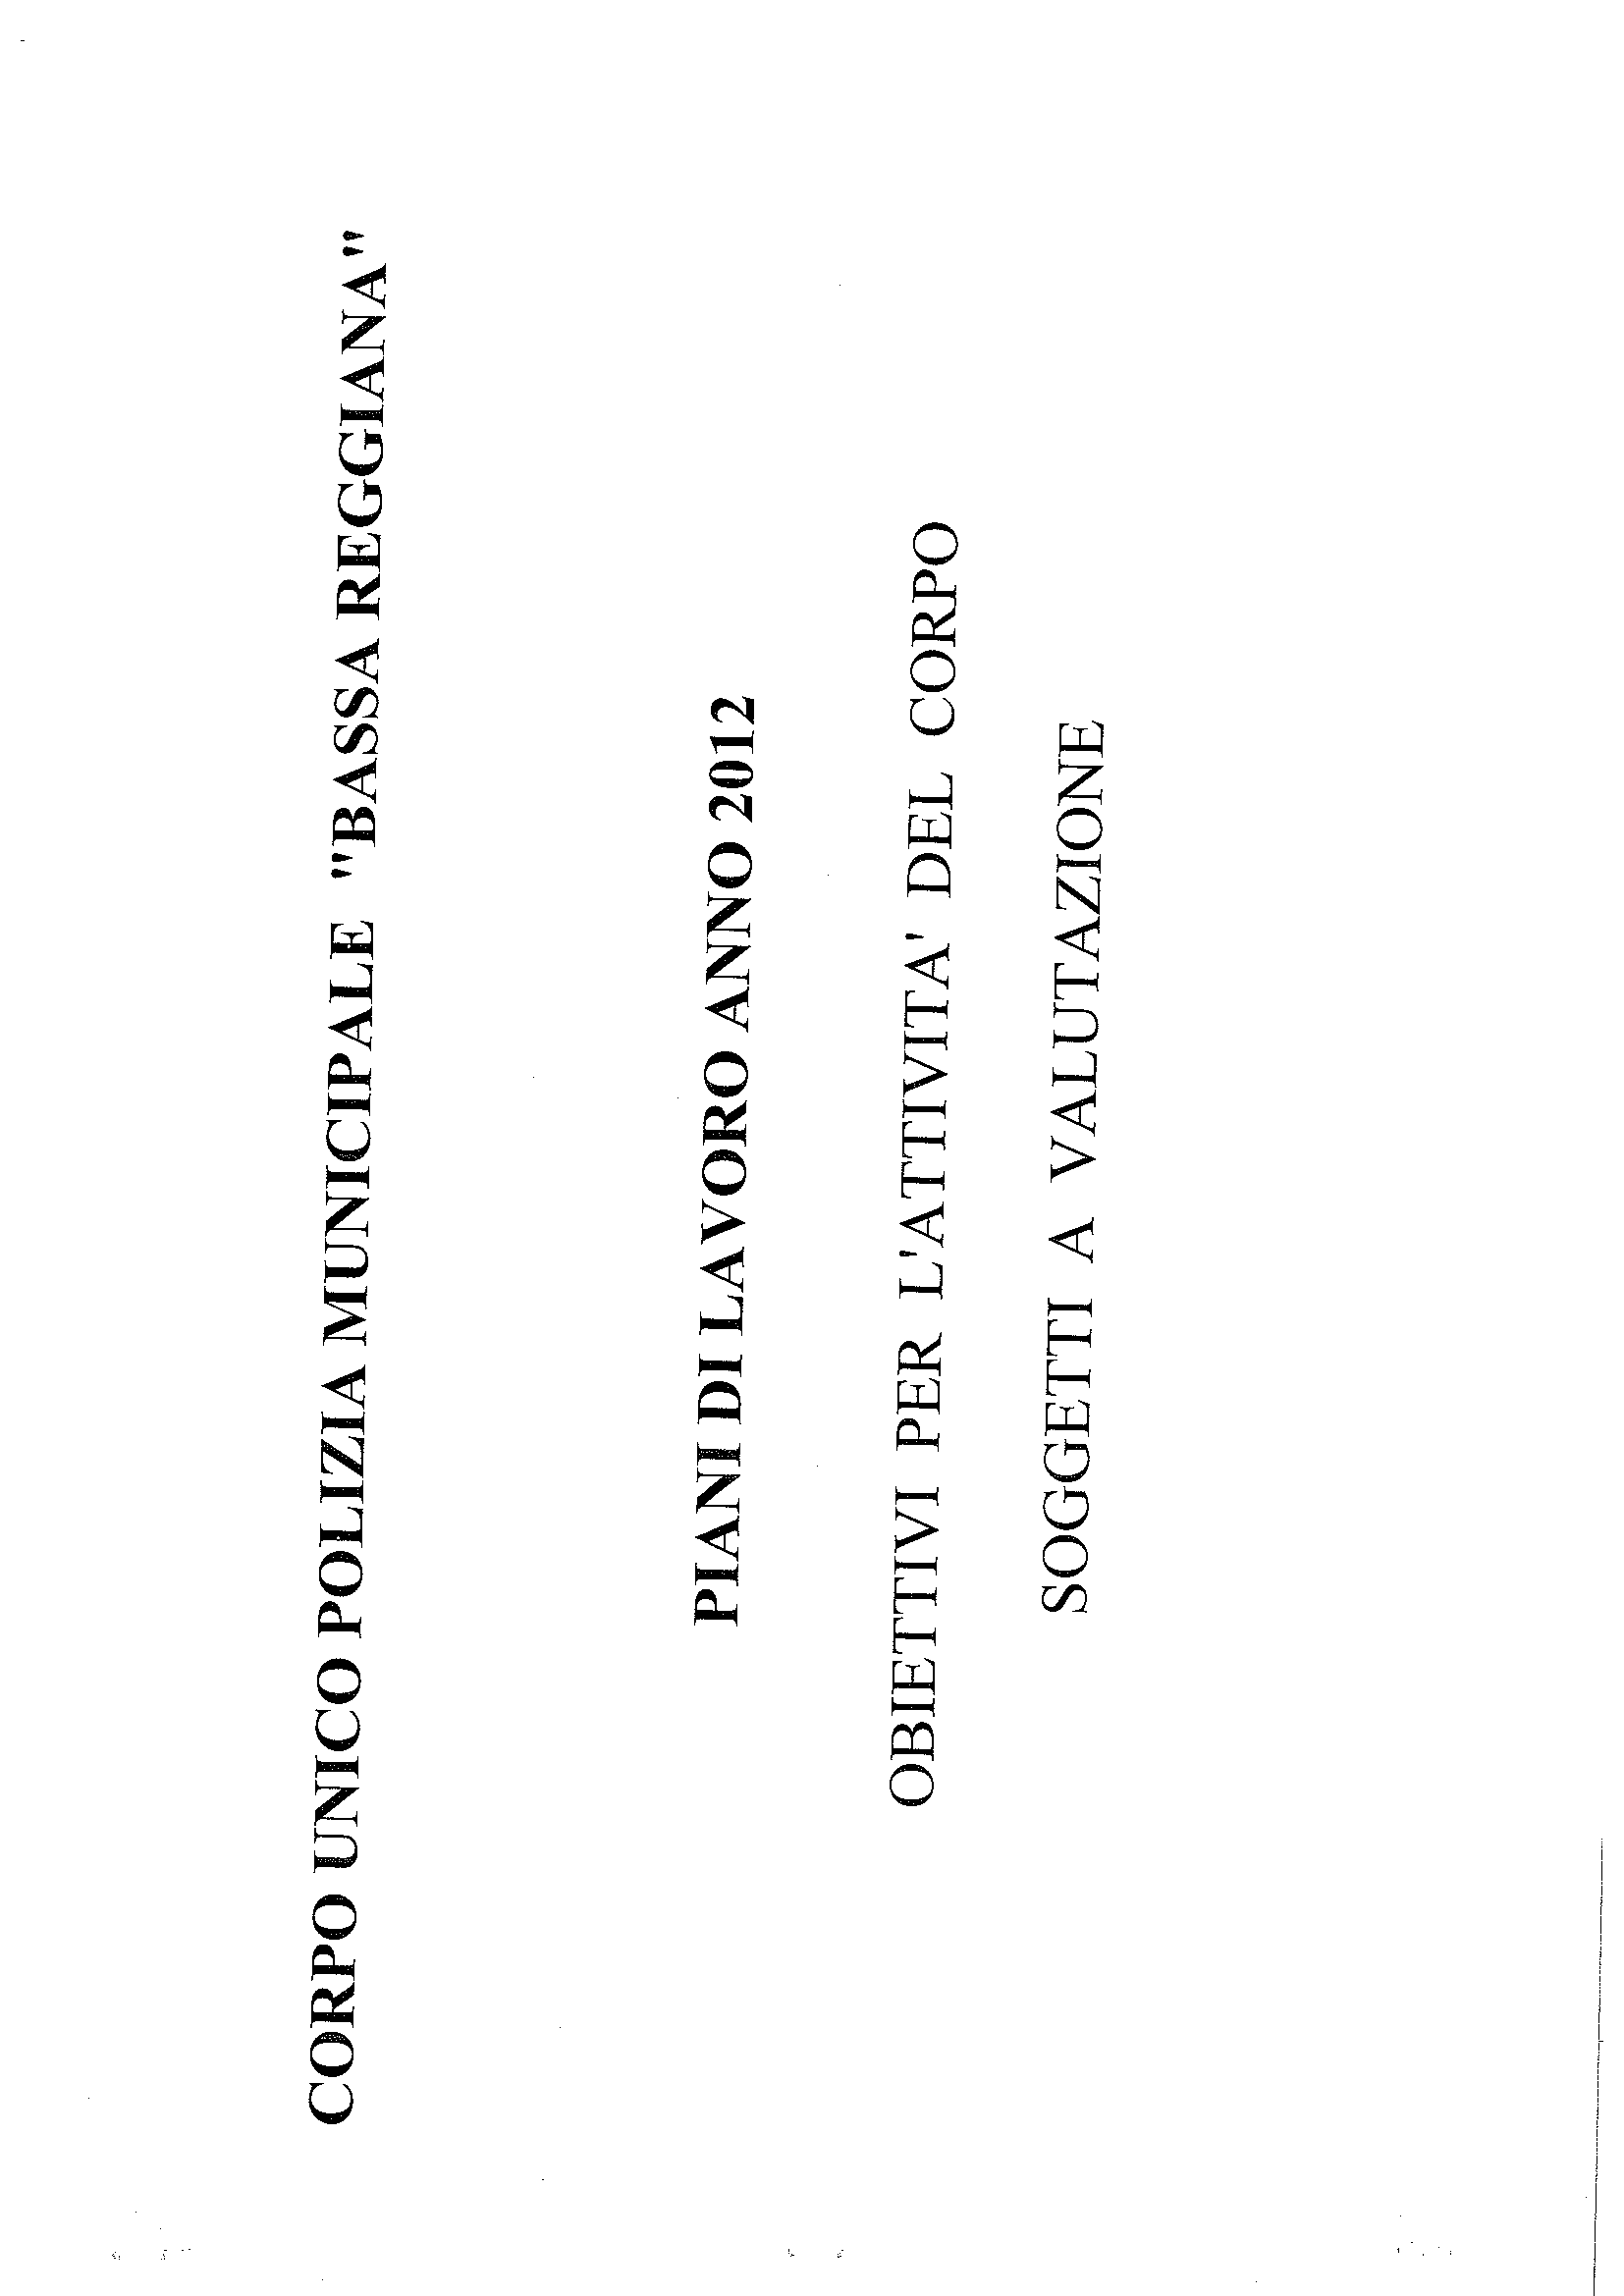 CORPO UNICO POLIZIA MUNICIPALE "BASSA REGGIANA"
PIANI DI LAVORO ANNO 2012
OBIETTIVI PER L'ATTIVITA' DEL CORPO
SOGGETTI A VALUTAZIONE